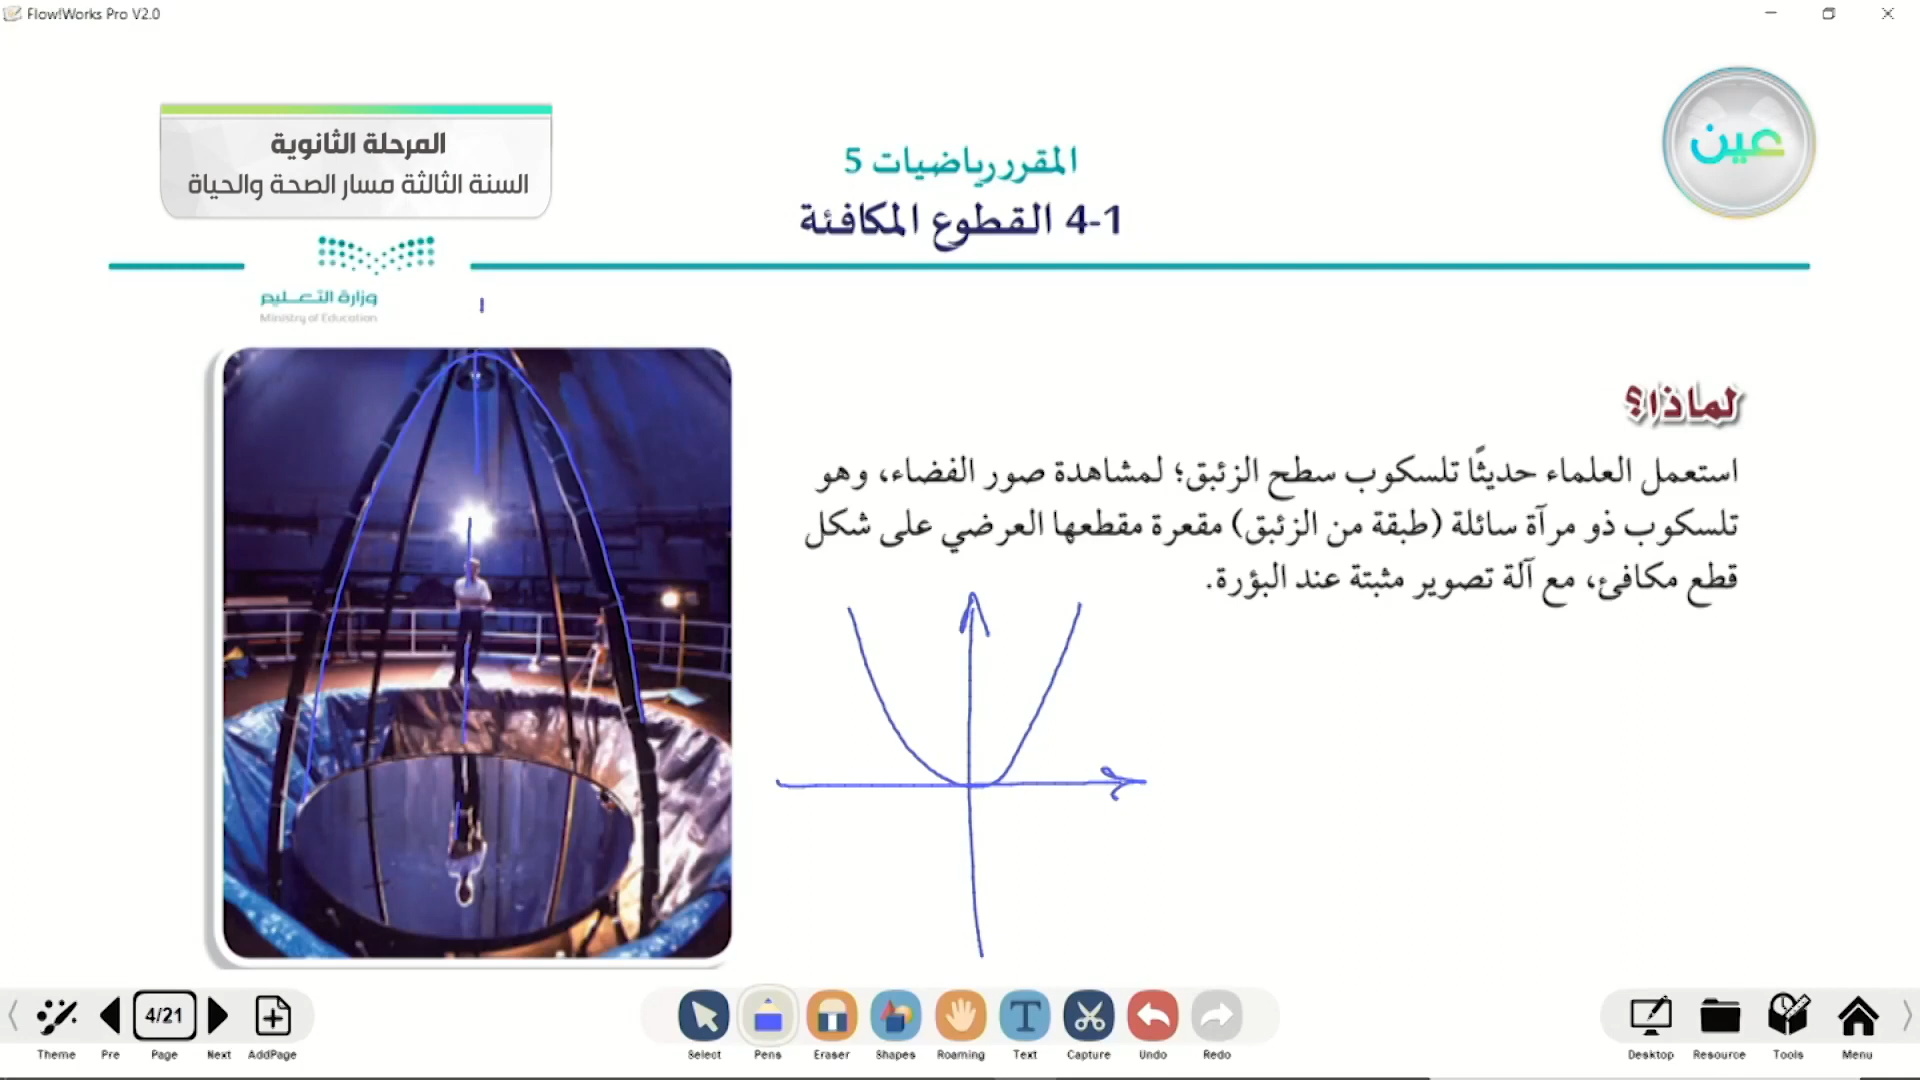 Flow!Works Pro V2.0
عين
المقرر رياضيات 5
4-1 القطوع المكافئة
المرحلة الثانوية
السنة الثالثة مسار الصحة والحياة
وزارة التعليم
Ministry of Education
لماذا؟
استعمل العلماء حديثًا تلسكوب سطح الزئبق؛ لمشاهدة صور الفضاء، وهو
تلسكوب ذو مرآة سائلة (طبقة من الزئبق) مقعرة مقطعها العرضي على شكل
قطع مكافئ، مع آلة تصوير مثبتة عند البؤرة.
4/21
Theme Pre Page Next AddPage
Select Pens Eraser Shapes Roaming Text Capture Undo Redo
Desktop Resource Tools Menu